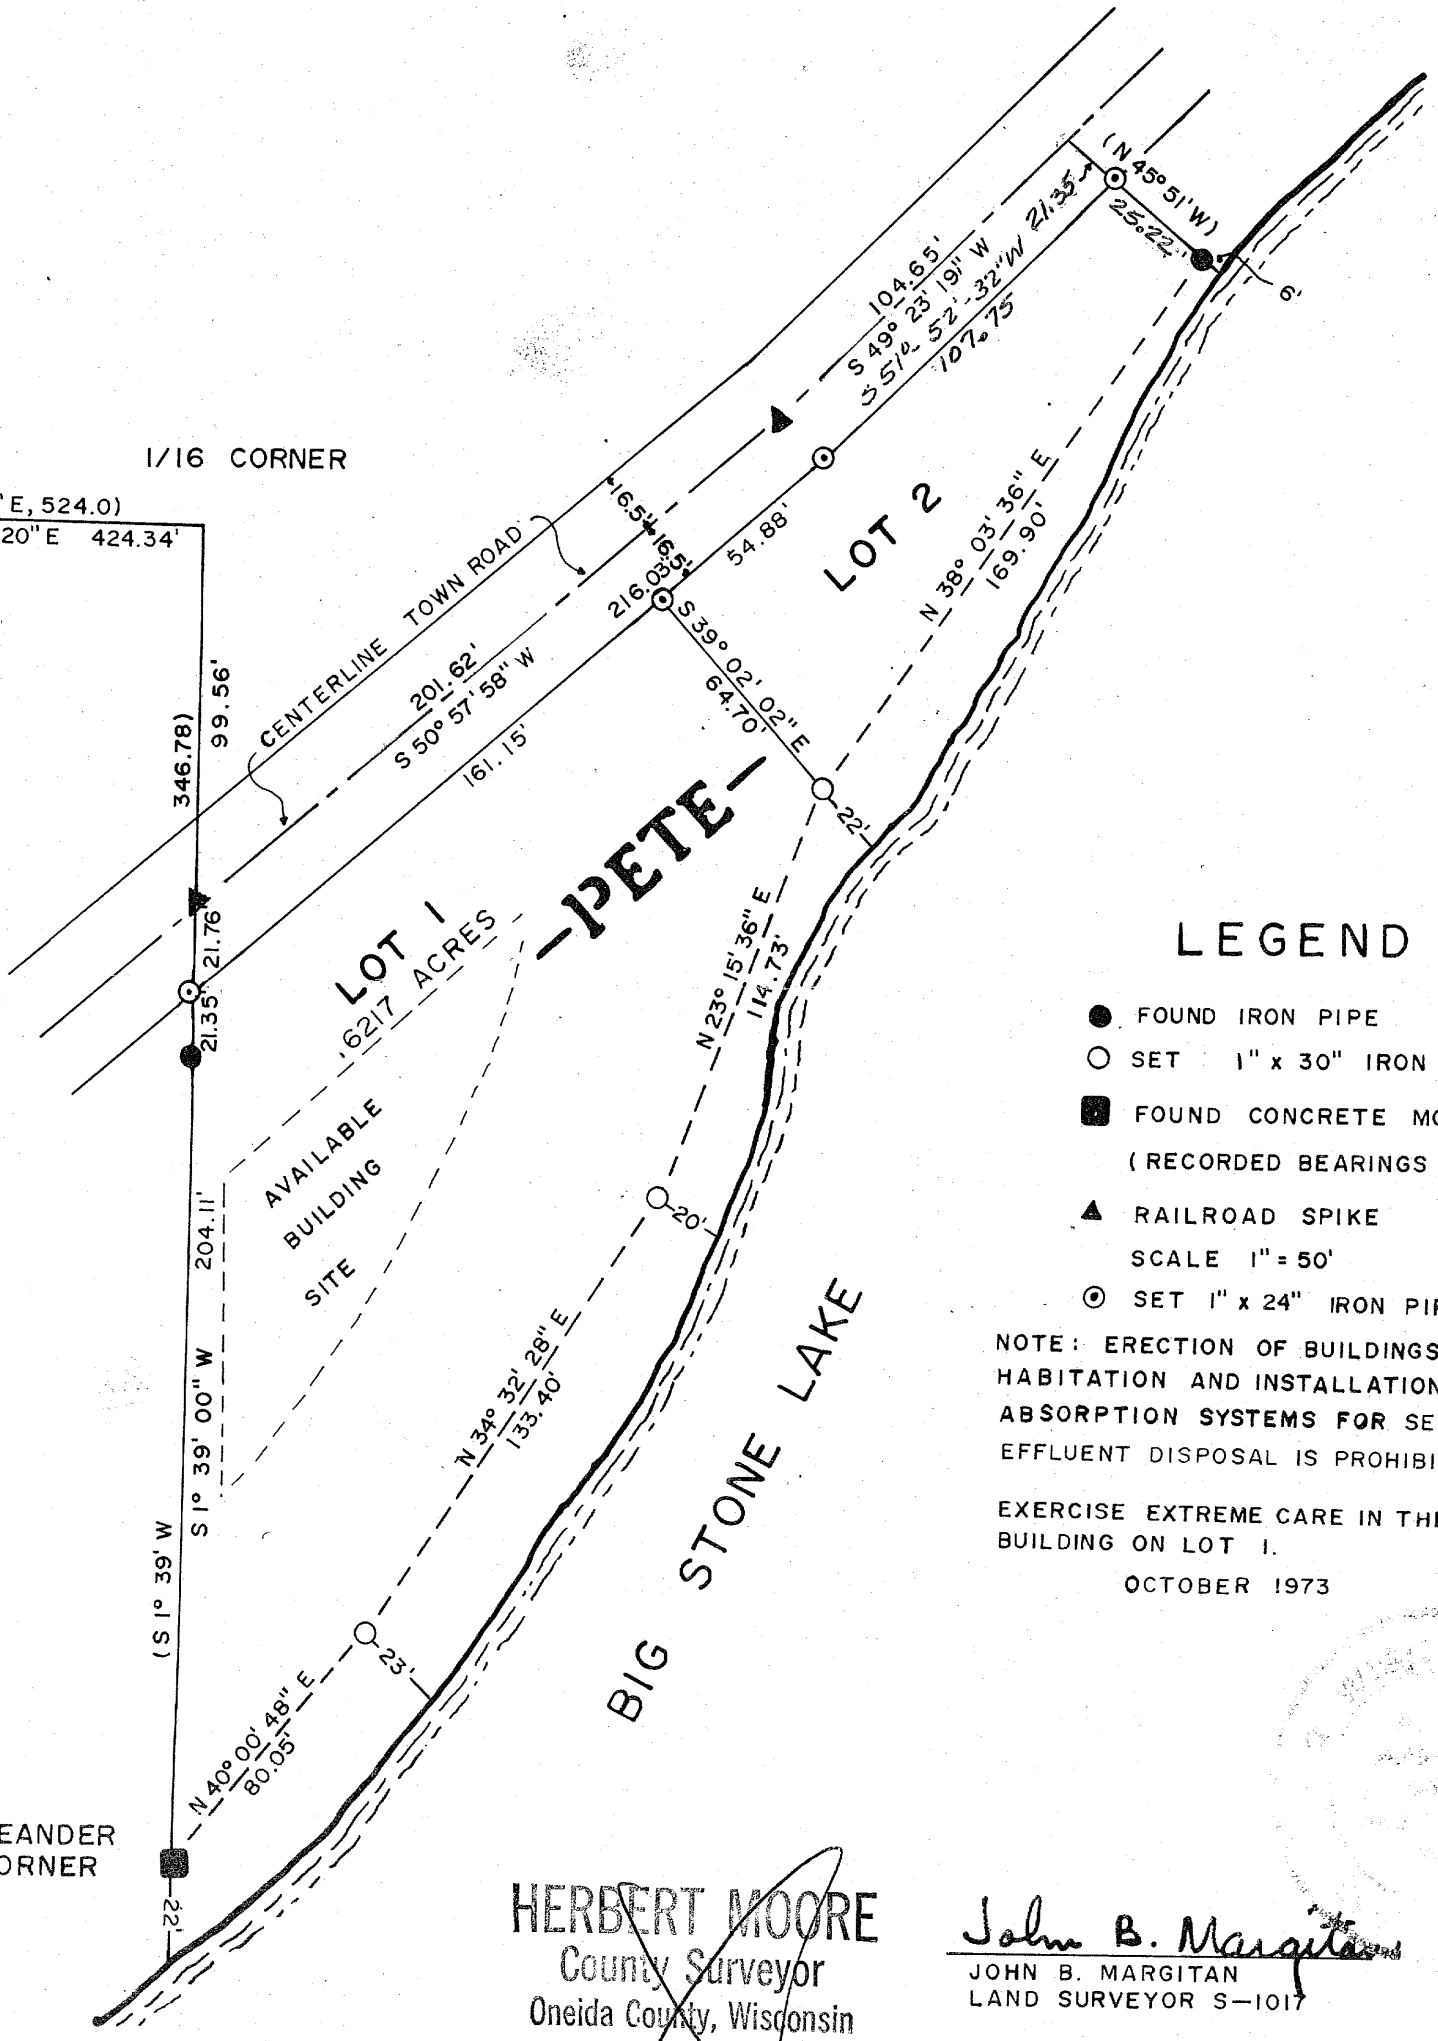 (N 45° 51' W)
25.22'
6'
21.35
104.65'
S 49° 23' 19" W
S 51°-52'-32" W
107.75
1/16 CORNER
'E, 524.0)
20"E 424.34'
16.5'
16.5'
216.03'
54.88'
LOT 2
N 38° 03' 36" E
169.90'
CENTERLINE TOWN ROAD
201.62'
S 50° 57' 58" W
161.15'
S 39° 02' 02" E
64.70'
346.78)
99.56'
22'
-PETE-
21.76'
21.35'
LOT 1
.6217 ACRES
N 23° 15' 36" E
114.73'
AVAILABLE
BUILDING
SITE
204.11'
20'
S 1° 39' 00" W
(S 1° 39' W
N 34° 32' 28" E
133.40'
BIG STONE LAKE
23'
N 40° 00' 48" E
80.05'
EANDER
ORNER
22'
LEGEND
FOUND IRON PIPE
SET 1" x 30" IRON
FOUND CONCRETE MO
(RECORDED BEARINGS
RAILROAD SPIKE
SCALE 1" = 50'
SET 1" x 24" IRON PIP
NOTE: ERECTION OF BUILDINGS
HABITATION AND INSTALLATION
ABSORPTION SYSTEMS FOR SE
EFFLUENT DISPOSAL IS PROHIBI
EXERCISE EXTREME CARE IN THE
BUILDING ON LOT 1.
OCTOBER 1973
HERBERT MOORE
County Surveyor
Oneida County, Wisconsin
John B. Margitan
JOHN B. MARGITAN
LAND SURVEYOR S-1017